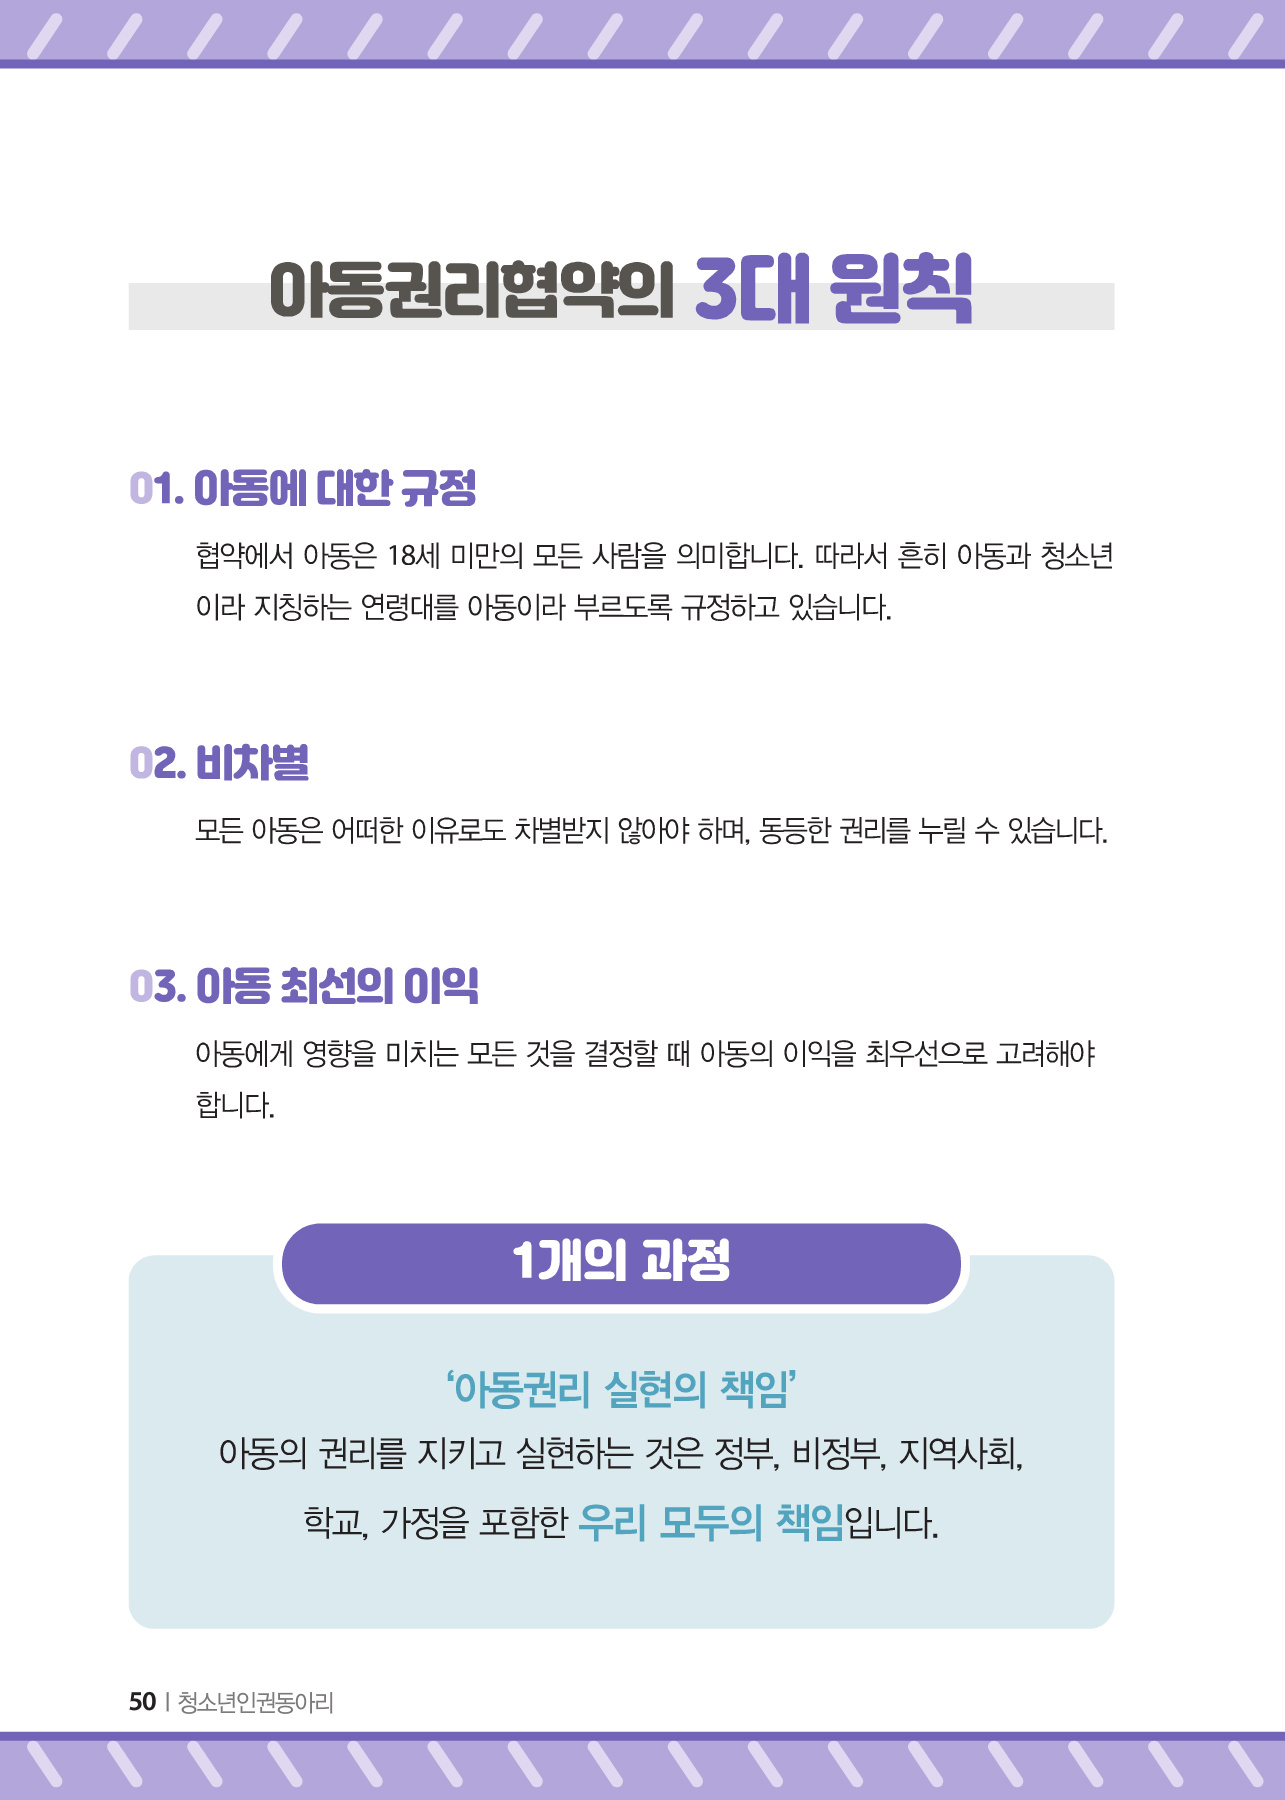 아동권리협약의 3대 원칙
01. 아동에 대한 규정
협약에서 아동은 18세 미만의 모든 사람을 의미합니다. 따라서 흔히 아동과 청소년
이라 지칭하는 연령대를 아동이라 부르도록 규정하고 있습니다.
02. 비차별
모든 아동은 어떠한 이유로도 차별받지 않아야 하며, 동등한 권리를 누릴 수 있습니다.
03. 아동 최선의 이익
아동에게 영향을 미치는 모든 것을 결정할 때 아동의 이익을 최우선으로 고려해야
합니다.
1개의 과정
‘아동권리 실현의 책임’
아동의 권리를 지키고 실현하는 것은 정부, 비정부, 지역사회,
학교, 가정을 포함한 우리 모두의 책임입니다.
50 | 청소년인권동아리